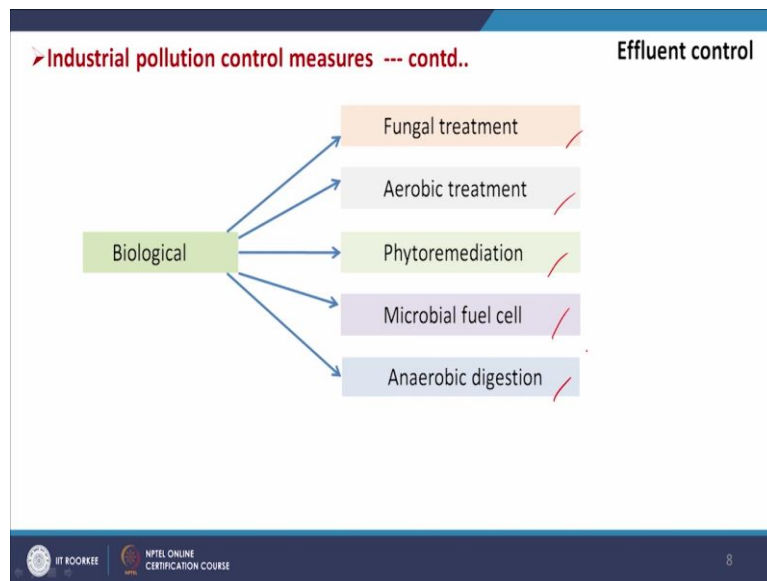 ➢Industrial pollution control measures --- contd..
Effluent control
Fungal treatment
Aerobic treatment
Biological
Phytoremediation
Microbial fuel cell
Anaerobic digestion
IIT ROORKEE
NPTEL ONLINE
CERTIFICATION COURSE
8